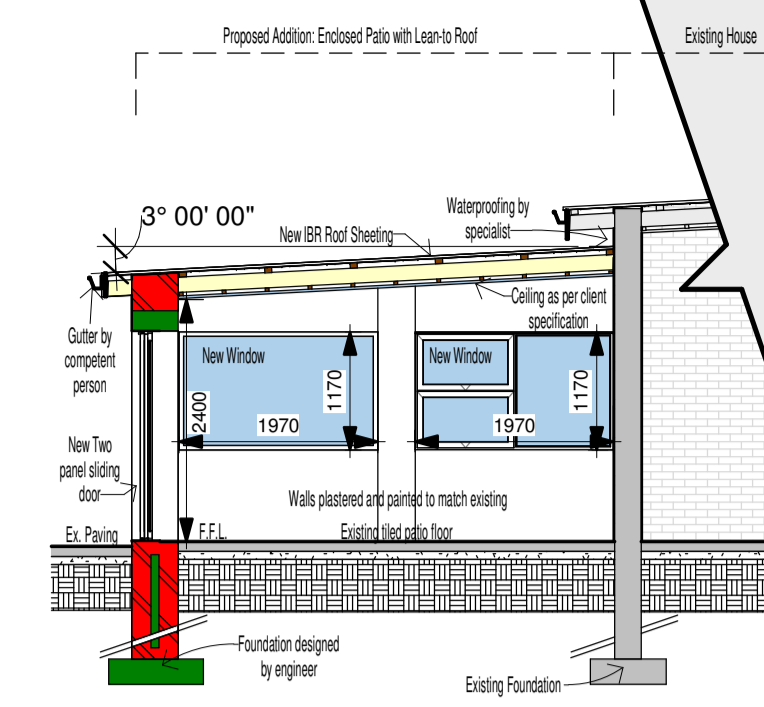 Proposed Addition: Enclosed Patio with Lean-to Roof
Existing House
3° 00' 00"
Waterproofing by
specialist
New IBR Roof Sheeting
Ceiling as per client
specification
Gutter by
competent
person
New Window
1170
2400
1970
New Window
1170
1970
New Two
panel sliding
door
Walls plastered and painted to match existing
Ex. Paving
F.F.L.
Existing tiled patio floor
Foundation designed
by engineer
Existing Foundation